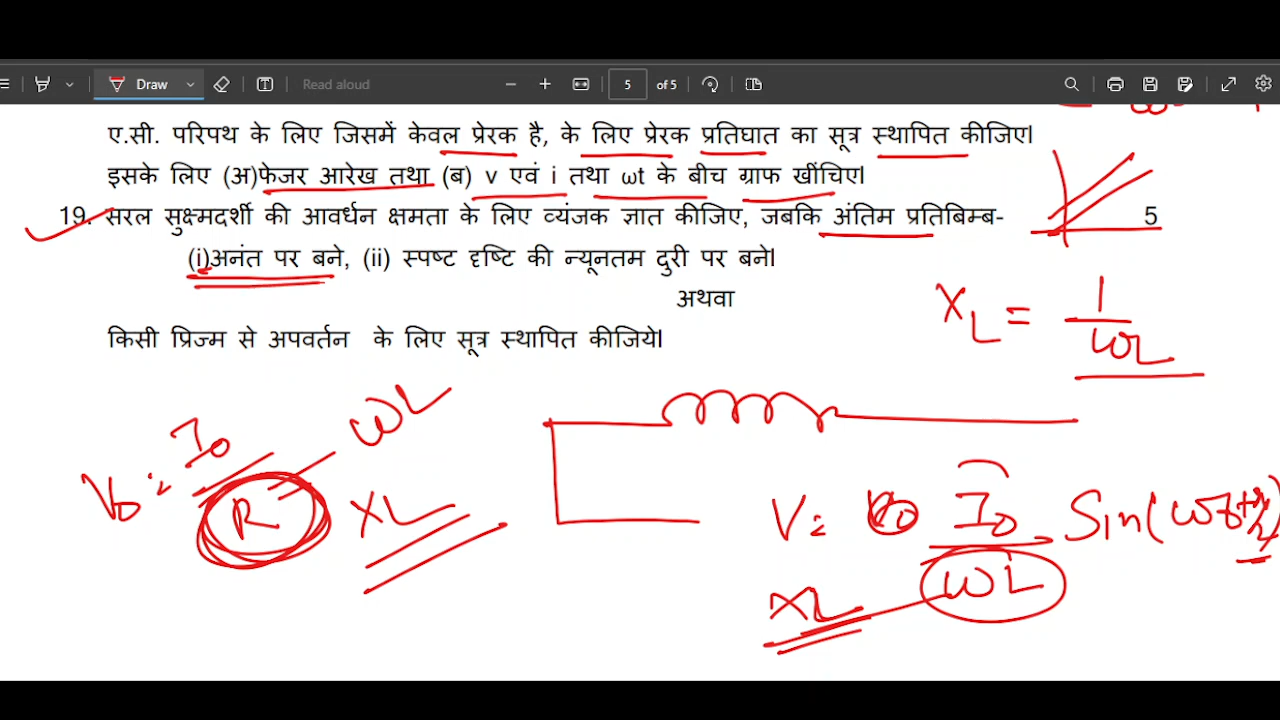 Draw
Read aloud
5 of 5
ए.सी. परिपथ के लिए जिसमें केवल प्रेरक है, के लिए प्रेरक प्रतिघात का सूत्र स्थापित कीजिए।
इसके लिए (अ)फेजर आरेख तथा (ब) v एवं i तथा ωt के बीच ग्राफ खींचिए।
19. सरल सुक्ष्मदर्शी की आवर्धन क्षमता के लिए व्यंजक ज्ञात कीजिए, जबकि अंतिम प्रतिबिम्ब- 5
(i)अनंत पर बने, (ii) स्पष्ट दृष्टि की न्यूनतम दुरी पर बने।
अथवा
किसी प्रिज्म से अपवर्तन के लिए सूत्र स्थापित कीजिये।
XL = 1/ωL
V0 = I0/R
ωL
XL
V = I0/ωL Sin(ωt+
XL